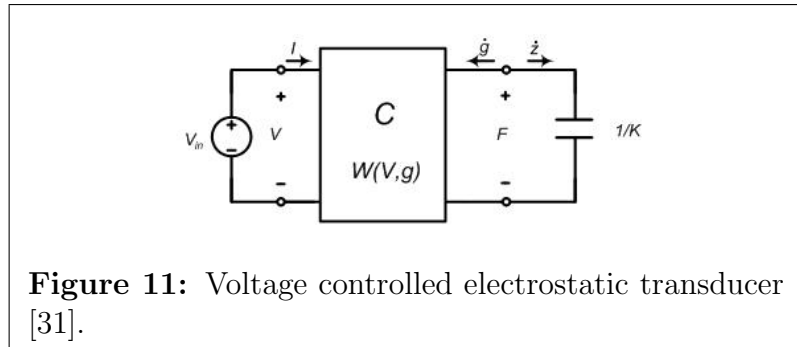 I ġ ż
+ +
C
V_in + − V F 1/K
W(V,g)
− −
Figure 11: Voltage controlled electrostatic transducer
[31].